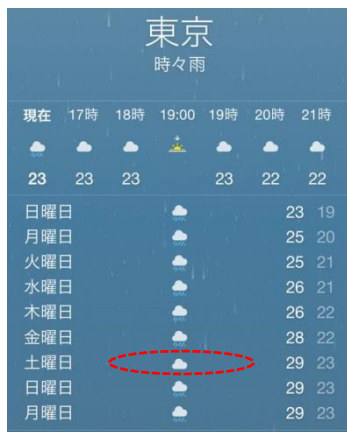 東京
時々雨
現在 17時 18時 19:00 19時 20時 21時
23 23 23 23 22 22
日曜日 23 19
月曜日 25 20
火曜日 25 21
水曜日 26 21
木曜日 26 22
金曜日 28 22
土曜日 29 23
日曜日 29 23
月曜日 29 23